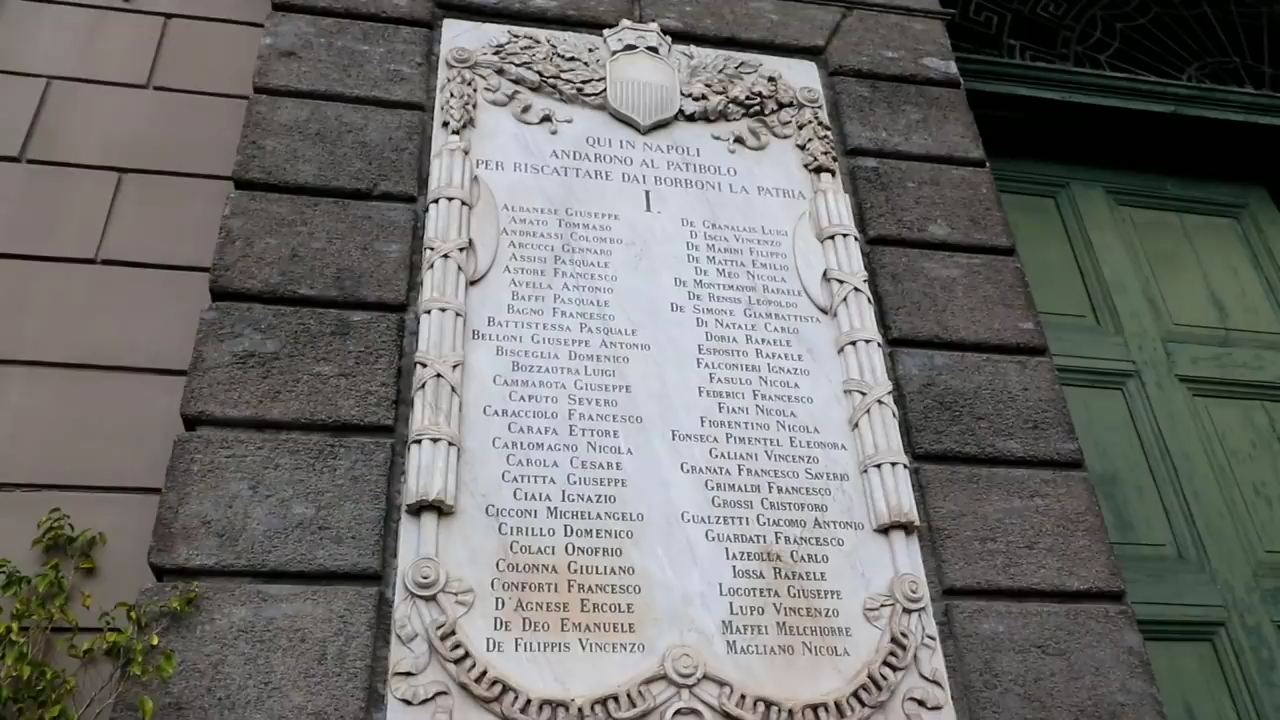 QUI IN NAPOLI
ANDARONO AL PATIBOLO
PER RISCATTARE DAI BORBONI LA PATRIA
I.
ALBANESE GIUSEPPE
AMATO TOMMASO
ANDREASSI COLOMBO
ARCUCCI GENNARO
ASSISI PASQUALE
ASTORE FRANCESCO
AVELLA ANTONIO
BAFFI PASQUALE
BAGNO FRANCESCO
BATTISTESSA PASQUALE
BELLONI GIUSEPPE ANTONIO
BISCEGLIA DOMENICO
BOZZAOTRA LUIGI
CAMMAROTA GIUSEPPE
CAPUTO SEVERO
CARACCIOLO FRANCESCO
CARAFA ETTORE
CARLOMAGNO NICOLA
CAROLA CESARE
CATITTA GIUSEPPE
CIAIA IGNAZIO
CICCONI MICHELANGELO
CIRILLO DOMENICO
COLACI ONOFRIO
COLONNA GIULIANO
CONFORTI FRANCESCO
D'AGNESE ERCOLE
DE DEO EMANUELE
DE FILIPPIS VINCENZO
DE GRANALAIS LUIGI
D'ISCIA VINCENZO
DE MARINI FILIPPO
DE MATTIA EMILIO
DE MEO NICOLA
DE MONTEMAYOR RAFAELE
DE RENSIS LEOPOLDO
DE SIMONE GIAMBATTISTA
DI NATALE CARLO
DORIA RAFAELE
ESPOSITO RAFAELE
FALCONIERI IGNAZIO
FASULO NICOLA
FEDERICI FRANCESCO
FIANI NICOLA
FIORENTINO NICOLA
FONSECA PIMENTEL ELEONORA
GALIANI VINCENZO
GRANATA FRANCESCO SAVERIO
GRIMALDI FRANCESCO
GROSSI CRISTOFORO
GUALZETTI GIACOMO ANTONIO
GUARDATI FRANCESCO
IAZEOLLA CARLO
IOSSA RAFAELE
LOGOTETA GIUSEPPE
LUPO VINCENZO
MAFFEI MELCHIORRE
MAGLIANO NICOLA